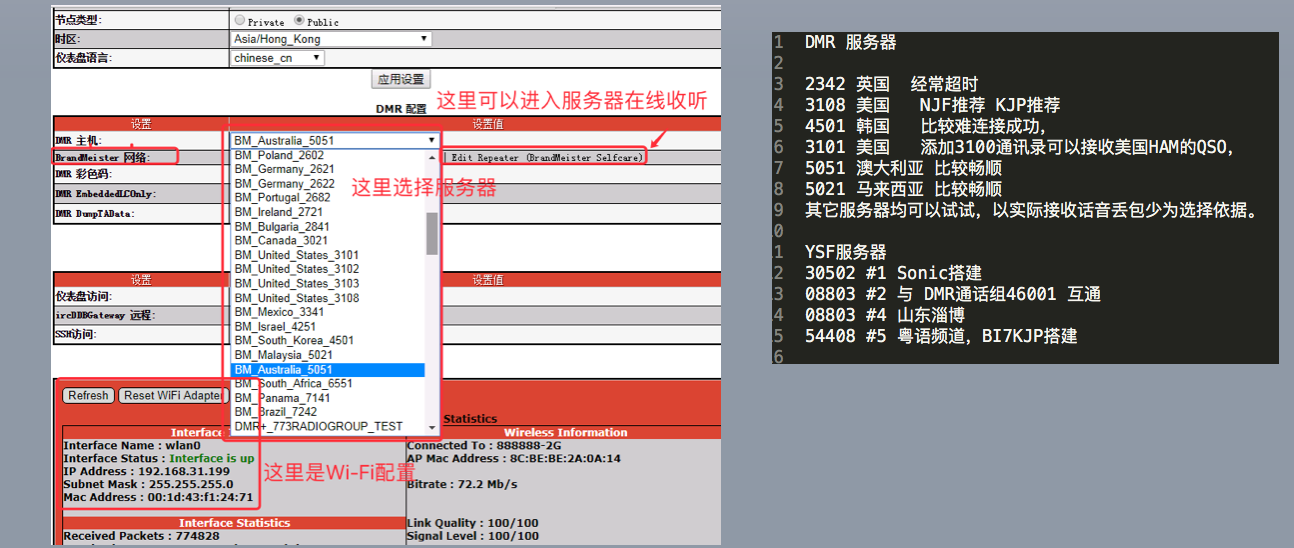 节点类型:
Private Public
时区:
Asia/Hong_Kong
仪表盘语言:
chinese_cn
应用设置
DMR 配置
这里可以进入服务器在线收听
设置
设置值
DMR 主机:
BM_Australia_5051
BrandMeister 网络:
| Edit Repeater (BrandMeister Selfcare)
DMR 彩色码:
DMR EmbeddedLCOnly:
DMR DumpTAData:
BM_Poland_2602
BM_Germany_2621
BM_Germany_2622
这里选择服务器
BM_Portugal_2682
BM_Ireland_2721
BM_Bulgaria_2841
BM_Canada_3021
BM_United_States_3101
BM_United_States_3102
BM_United_States_3103
BM_United_States_3108
BM_Mexico_3341
BM_Israel_4251
BM_South_Korea_4501
BM_Malaysia_5021
BM_Australia_5051
BM_South_Africa_6551
BM_Panama_7141
BM_Brazil_7242
DMR+_773RADIOGROUP_TEST
设置
设置值
仪表盘访问:
ircDDBGateway 远程:
SSH访问:
Refresh
Reset WiFi Adapter
Statistics
Interface
Wireless Information
Interface Name : wlan0
Interface Status : Interface is up
IP Address : 192.168.31.199
Subnet Mask : 255.255.255.0
Mac Address : 00:1d:43:f1:24:71
这里是Wi-Fi配置
Connected To : 888888-2G
AP Mac Address : 8C:BE:BE:2A:0A:14
Bitrate : 72.2 Mb/s
Interface Statistics
Received Packets : 774828
Link Quality : 100/100
Signal Level : 100/100
1 DMR 服务器
2
3 2342 英国 经常超时
4 3108 美国 NJF推荐 KJP推荐
5 4501 韩国 比较难连接成功，
6 3101 美国 添加3100通讯录可以接收美国HAM的QSO，
7 5051 澳大利亚 比较畅顺
8 5021 马来西亚 比较畅顺
9 其它服务器均可以试试，以实际接收话音丢包少为选择依据。
0
1 YSF服务器
2 30502 #1 Sonic搭建
3 08803 #2 与 DMR通话组46001 互通
4 08803 #4 山东淄博
5 54408 #5 粤语频道，BI7KJP搭建
6